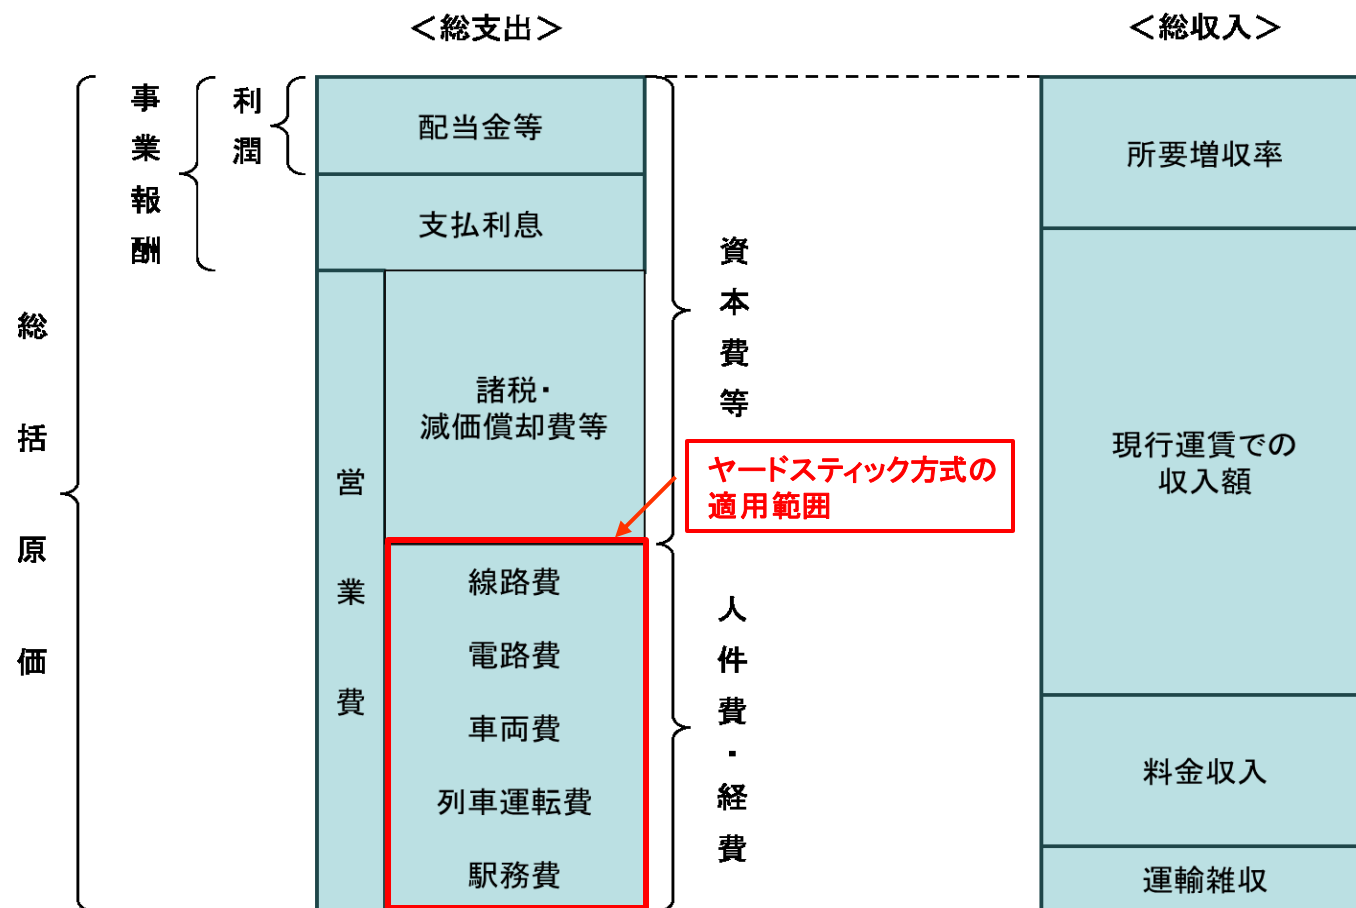 ＜総支出＞
＜総収入＞
総括原価
事業報酬
利潤
配当金等
支払利息
営業費
諸税・
減価償却費等
線路費
電路費
車両費
列車運転費
駅務費
資本費等
人件費・経費
ヤードスティック方式の
適用範囲
所要増収率
現行運賃での
収入額
料金収入
運輸雑収